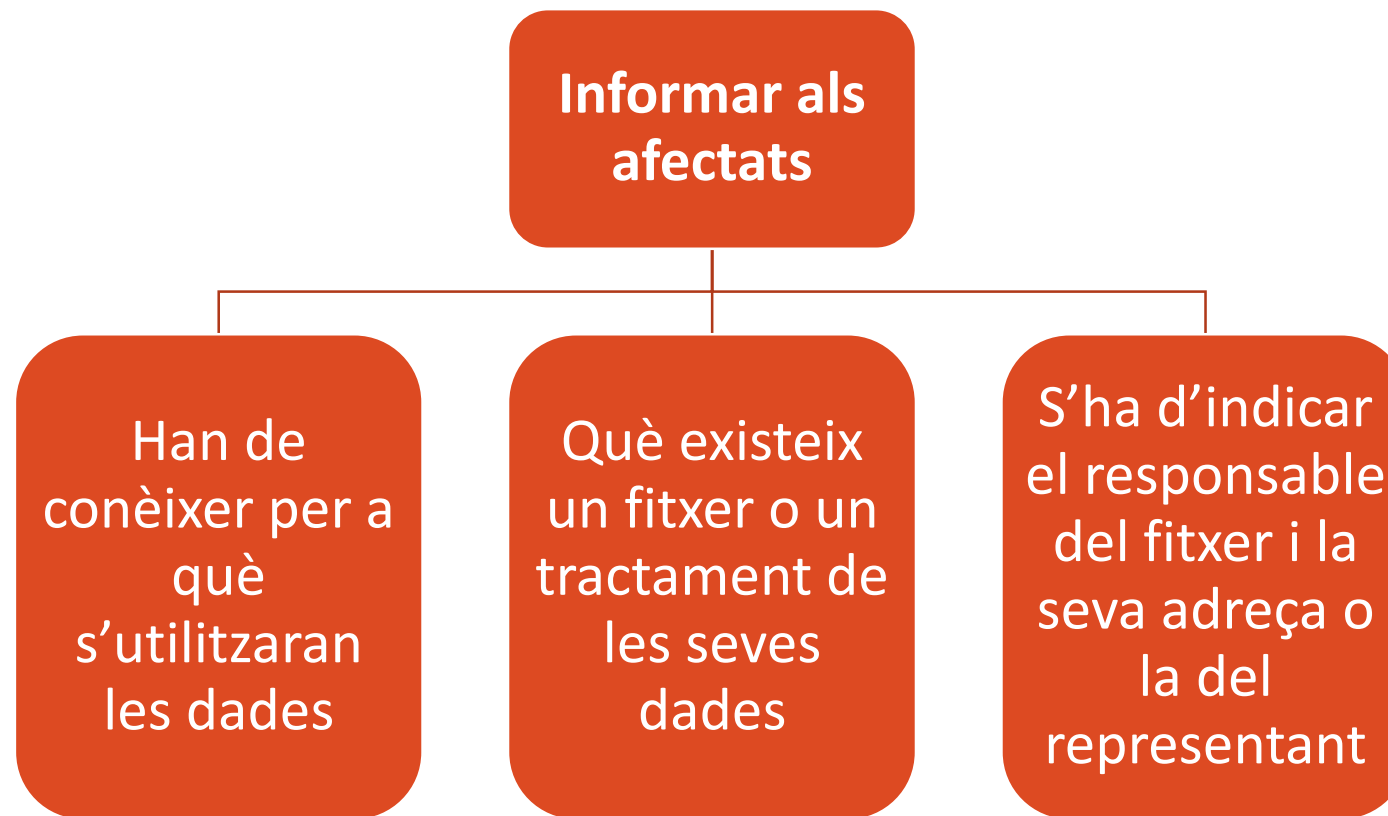 Informar als
afectats
Han de
conèixer per a
què
s’utilitzaran
les dades
Què existeix
un fitxer o un
tractament de
les seves
dades
S’ha d’indicar
el responsable
del fitxer i la
seva adreça o
la del
representant